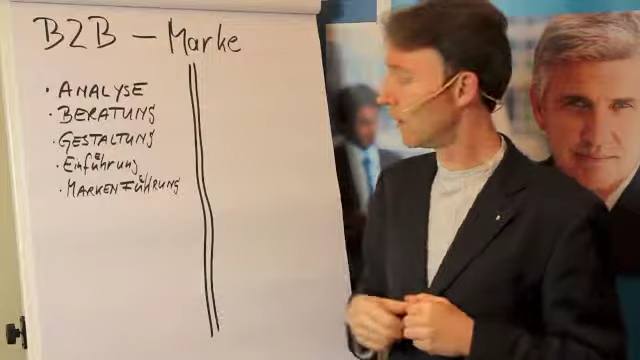 B2B – Marke
· ANALYSE
· BERATUNG
· GESTALTUNG
· Einführung
· MARKENFÜHRUNG